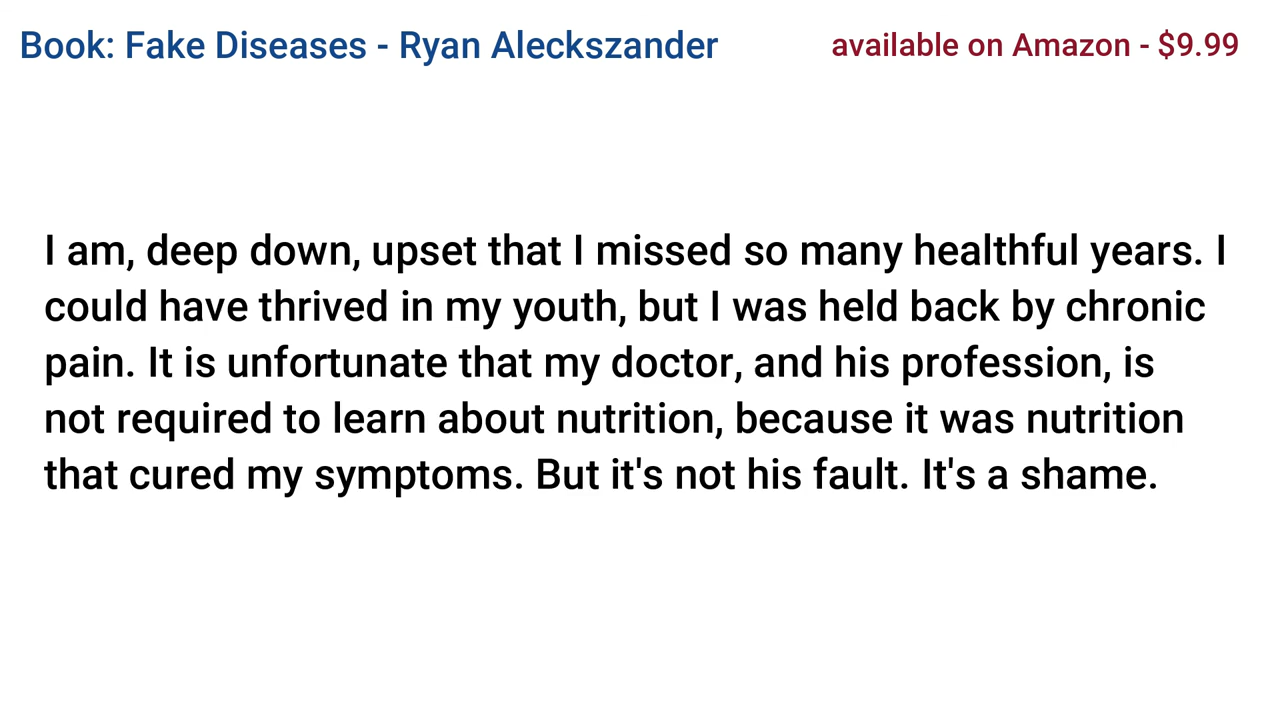 Book: Fake Diseases - Ryan Aleckszander
available on Amazon - $9.99
I am, deep down, upset that I missed so many healthful years. I
could have thrived in my youth, but I was held back by chronic
pain. It is unfortunate that my doctor, and his profession, is
not required to learn about nutrition, because it was nutrition
that cured my symptoms. But it's not his fault. It's a shame.